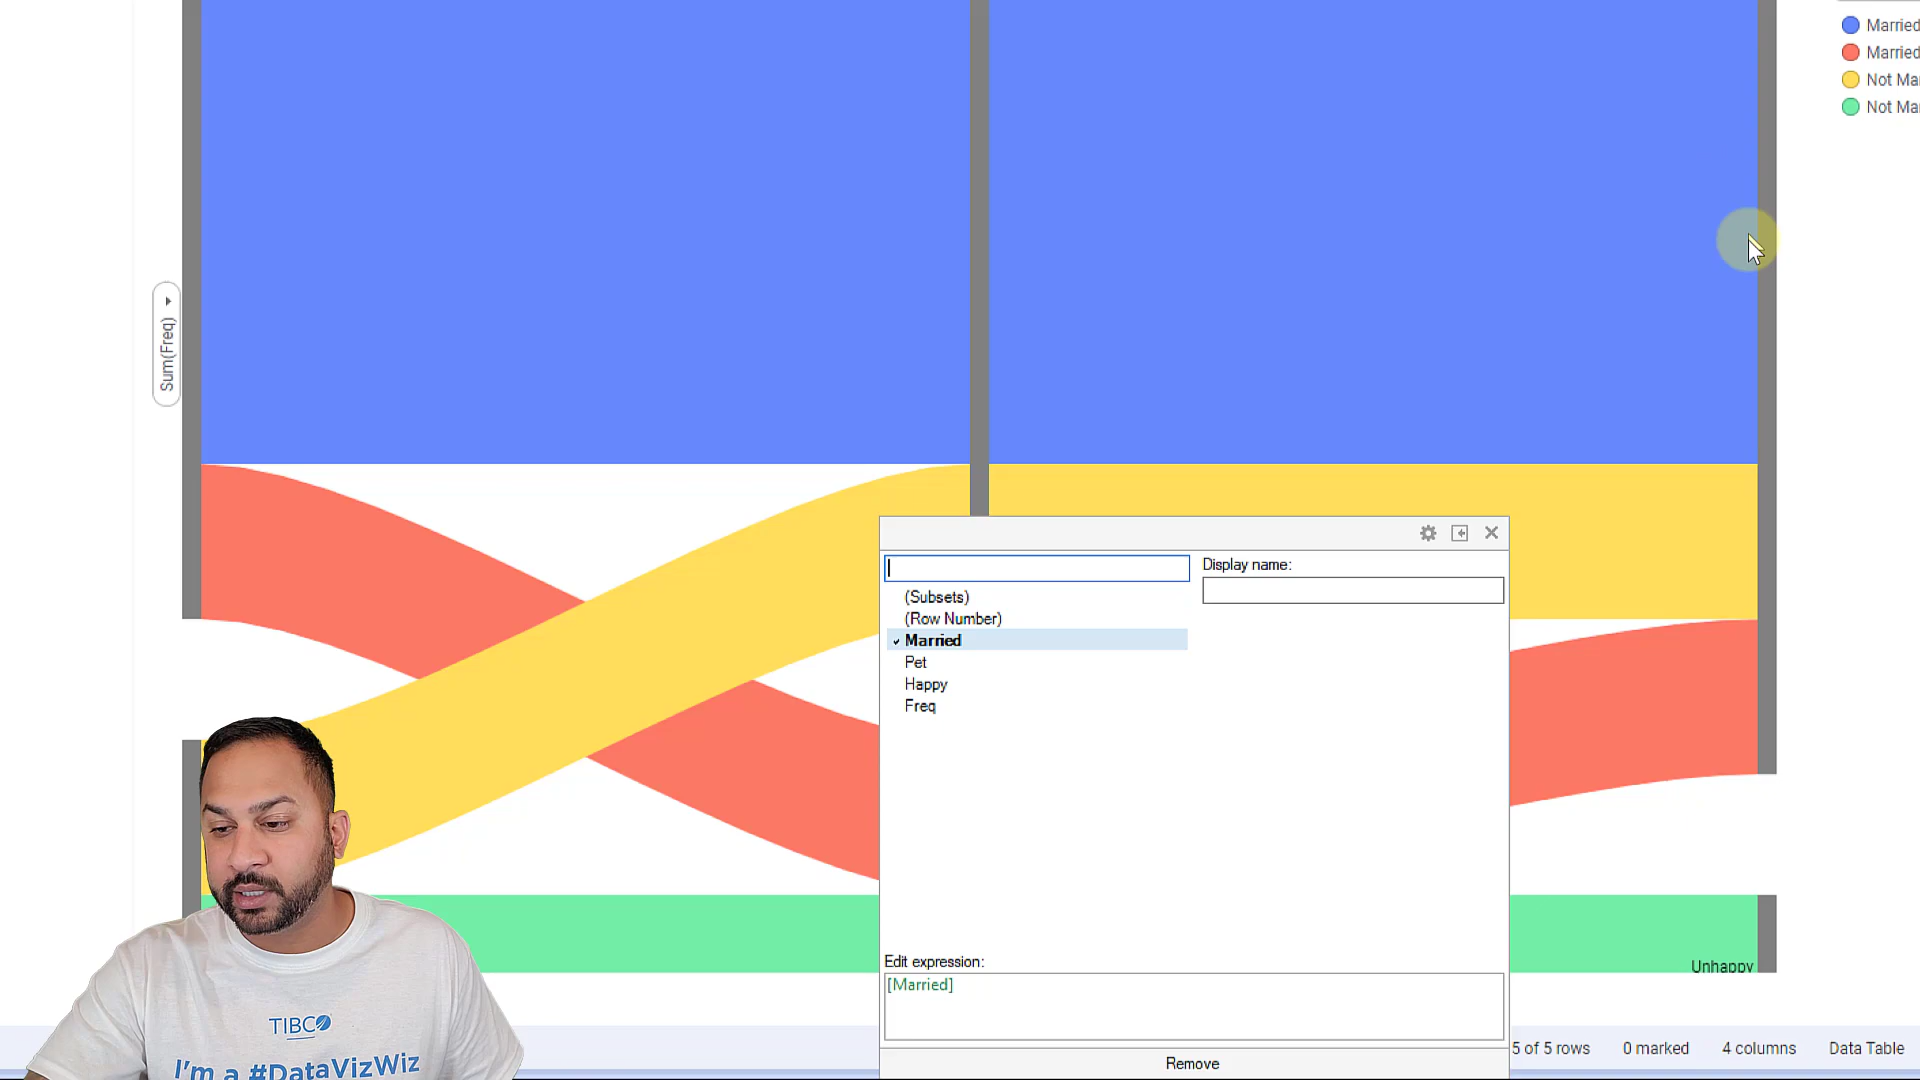 Married
Married
Not Ma
Not Ma
Sum(Freq)
Display name:
(Subsets)
(Row Number)
Married
Pet
Happy
Freq
Edit expression:
[Married]
Unhappy
Remove
5 of 5 rows
0 marked
4 columns
Data Table
TIBCO
I'm a #DataVizWiz